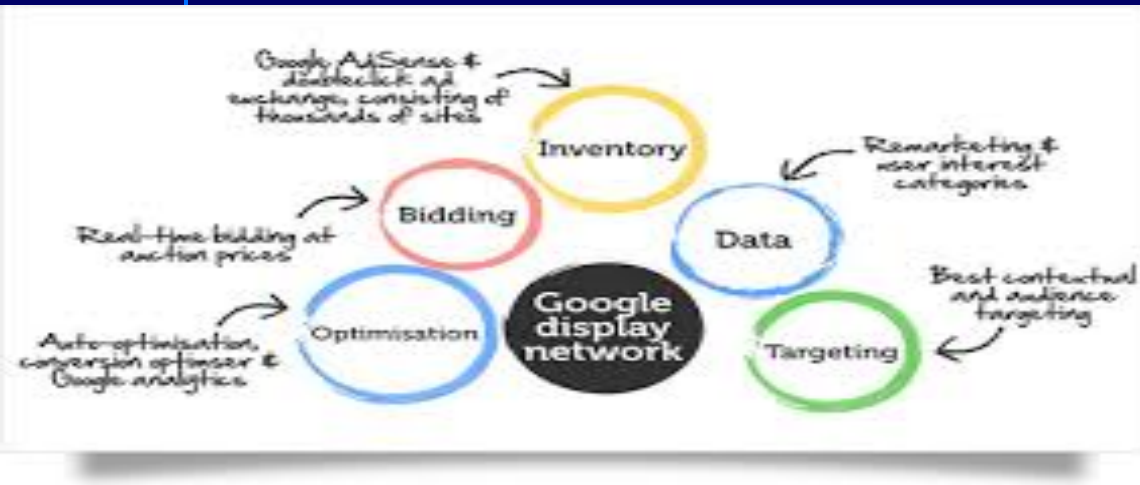 Google AdSense &
doubleclick ad
exchange, consisting of
thousands of sites
Inventory
Remarketing &
user interest
categories
Bidding
Real-time bidding at
auction prices
Data
Best contextual
and audience
targeting
Google
display
network
Optimisation
Auto-optimisation,
conversion optimser &
Google analytics
Targeting